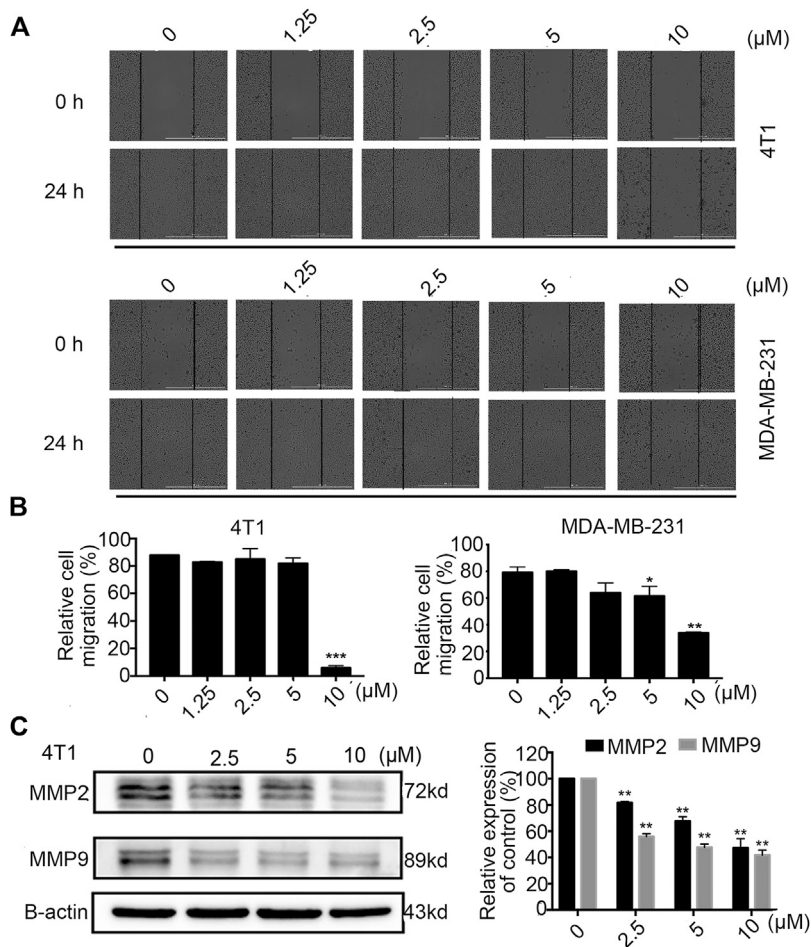 A
0 1.25 2.5 5 10 (μM)
0 h
24 h
4T1
0 1.25 2.5 5 10 (μM)
0 h
24 h
MDA-MB-231
B
4T1
Relative cell
migration (%)
100
80
60
40
20
0
***
0 1.25 2.5 5 10 (μM)
MDA-MB-231
Relative cell
migration (%)
100
80
60
40
20
0
* **
0 1.25 2.5 5 10 (μM)
C
4T1 0 2.5 5 10 (μM)
MMP2 72kd
MMP9 89kd
B-actin 43kd
MMP2 MMP9
Relative expression
of control (%)
120
100
80
60
40
20
0
** ** ** ** ** **
0 2.5 5 10 (μM)